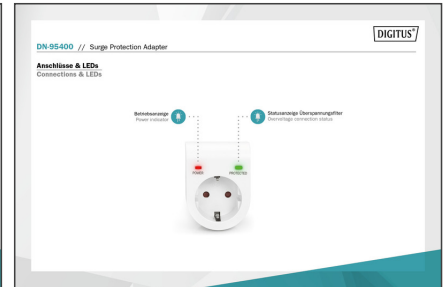 DIGITUS®
DN-95400 // Surge Protection Adapter
Anschlüsse & LEDs
Connections & LEDs
Betriebsanzeige
Power indicator
Statusanzeige Überspannungsfilter
Overvoltage connection status
POWER
PROTECTED